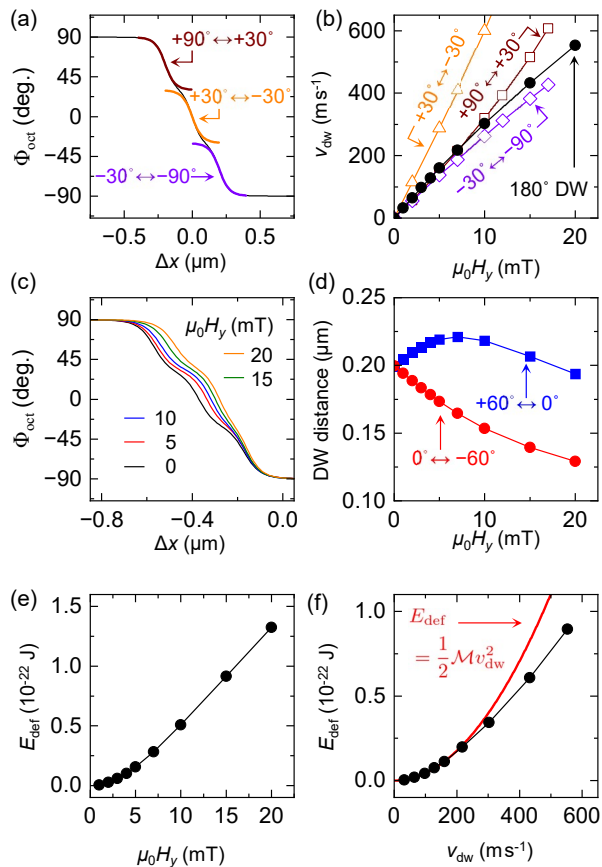 (a)
90
45
0
−45
−90
Φoct (deg.)
+90°↔+30°
+30°↔−30°
−30°↔−90°
−0.5 0.0 0.5
Δx (μm)
(b)
600
400
200
0
vdw (m s-1)
+30°↔−30°
+90°↔+30°
−30°↔−90°
180° DW
0 10 20
μ0Hy (mT)
(c)
90
45
0
−45
−90
Φoct (deg.)
μ0Hy (mT)
20
15
10
5
0
−0.8 −0.4 0.0
Δx (μm)
(d)
0.25
0.20
0.15
0.10
DW distance (μm)
+60°↔0°
0°↔−60°
0 5 10 15 20
μ0Hy (mT)
(e)
1.5
1.0
0.5
0.0
Edef (10-22 J)
0 5 10 15 20 25
μ0Hy (mT)
(f)
1.0
0.5
0.0
Edef (10-22 J)
Edef
= 1/2 ℳv²dw
0 200 400 600
vdw (m s-1)